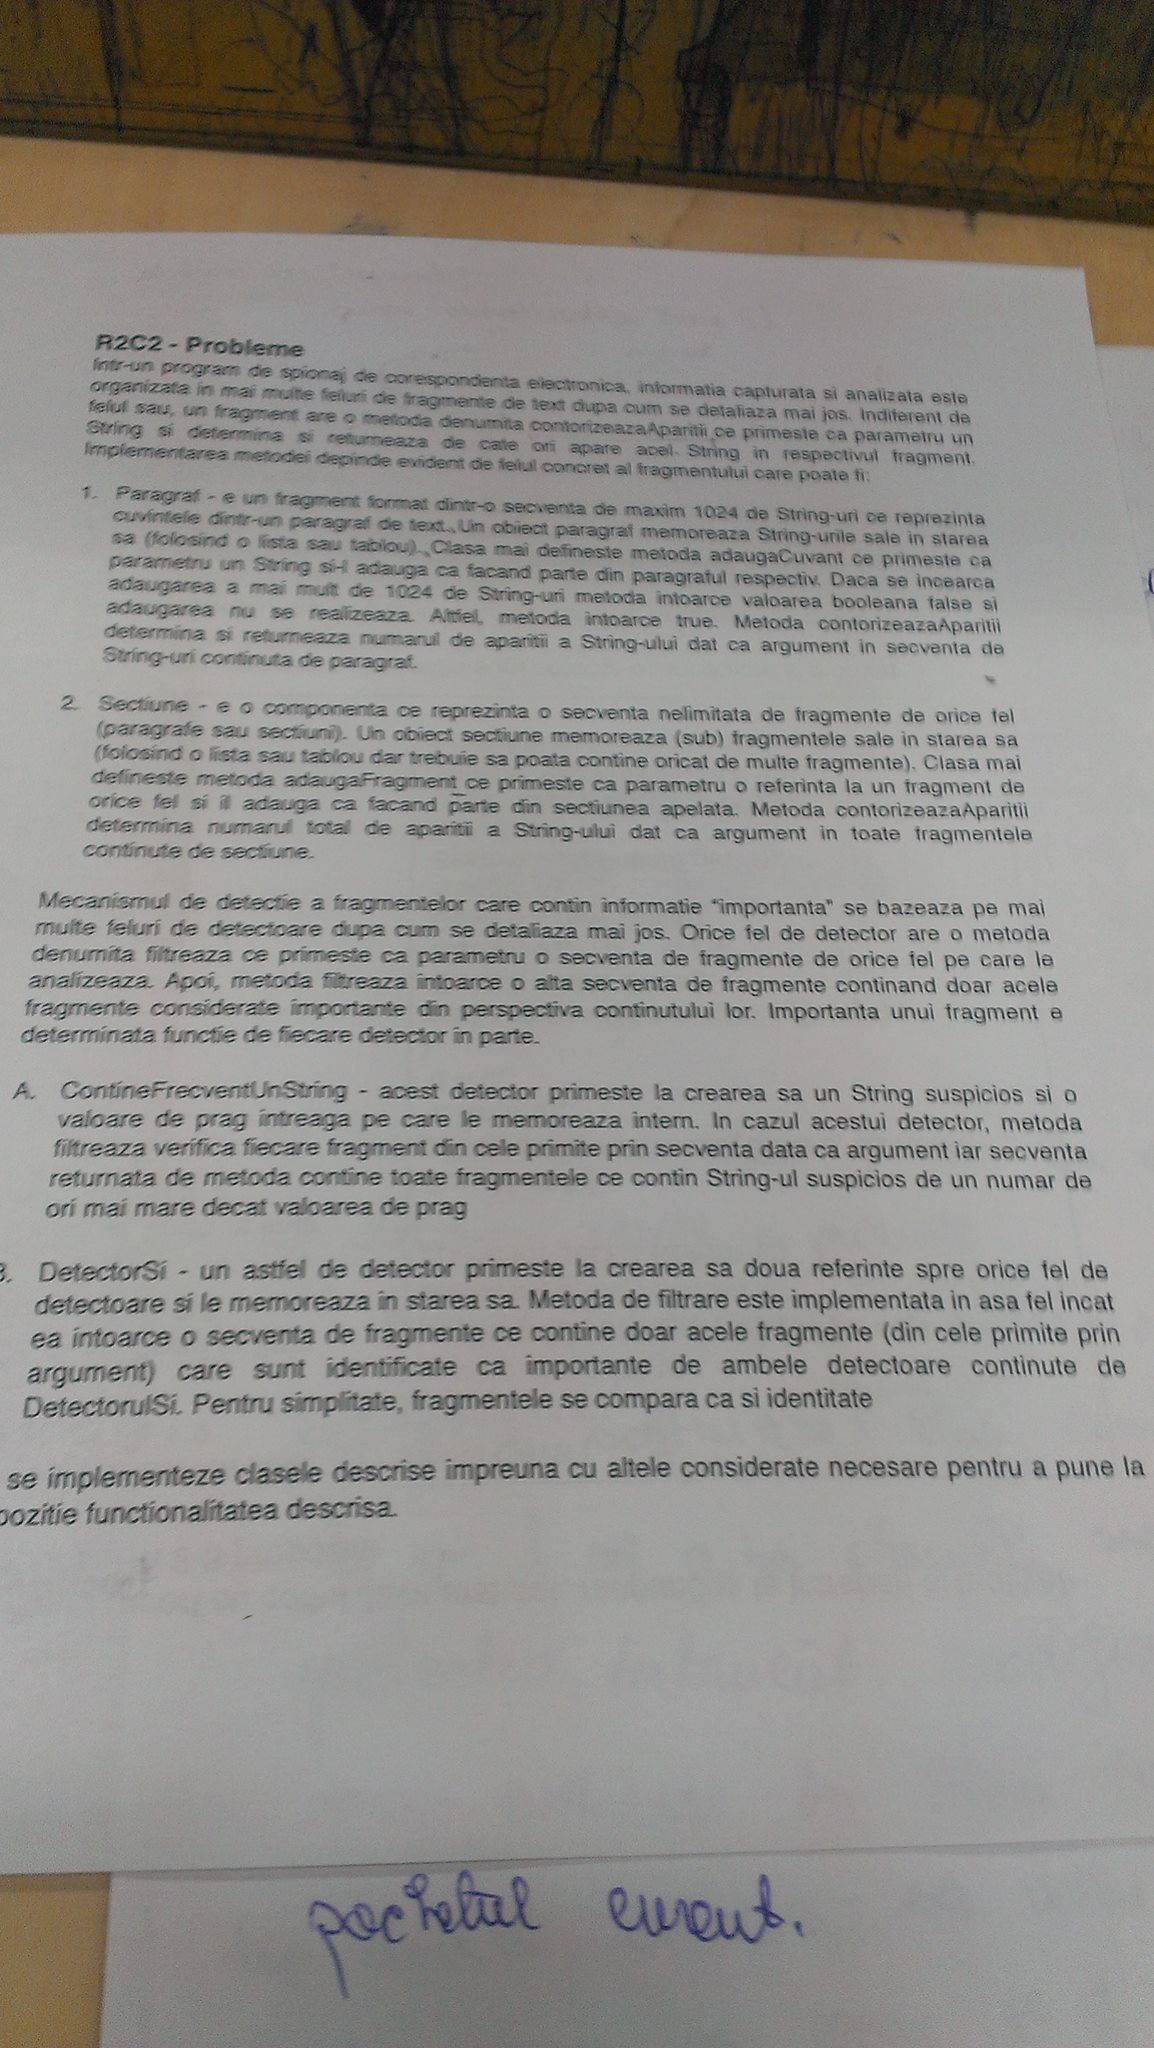 R2C2 - Probleme
Intr-un program de spionaj de corespondenta electronica, informatia capturata si analizata este
organizata in mai multe feluri de fragmente de text dupa cum se detaliaza mai jos. Indiferent de
felul sau, un fragment are o metoda denumita contorizeazaAparitii ce primeste ca parametru un
String si determina si returneaza de cate ori apare acel String in respectivul fragment.
Implementarea metodei depinde evident de felul concret al fragmentului care poate fi:
1. Paragraf - e un fragment format dintr-o secventa de maxim 1024 de String-uri ce reprezinta
cuvintele dintr-un paragraf de text. Un obiect paragraf memoreaza String-urile sale in starea
sa (folosind o lista sau tablou). Clasa mai defineste metoda adaugaCuvant ce primeste ca
parametru un String si-l adauga ca facand parte din paragraful respectiv. Daca se incearca
adaugarea a mai mult de 1024 de String-uri metoda intoarce valoarea booleana false si
adaugarea nu se realizeaza. Altfel, metoda intoarce true. Metoda contorizeazaAparitii
determina si returneaza numarul de aparitii a String-ului dat ca argument in secventa de
String-uri continuta de paragraf.
2. Sectiune - e o componenta ce reprezinta o secventa nelimitata de fragmente de orice fel
(paragrafe sau sectiuni). Un obiect sectiune memoreaza (sub) fragmentele sale in starea sa
(folosind o lista sau tablou dar trebuie sa poata contine oricat de multe fragmente). Clasa mai
defineste metoda adaugaFragment ce primeste ca parametru o referinta la un fragment de
orice fel si il adauga ca facand parte din sectiunea apelata. Metoda contorizeazaAparitii
determina numarul total de aparitii a String-ului dat ca argument in toate fragmentele
continute de sectiune.
Mecanismul de detectie a fragmentelor care contin informatie "importanta" se bazeaza pe mai
multe feluri de detectoare dupa cum se detaliaza mai jos. Orice fel de detector are o metoda
denumita filtreaza ce primeste ca parametru o secventa de fragmente de orice fel pe care le
analizeaza. Apoi, metoda filtreaza intoarce o alta secventa de fragmente continand doar acele
fragmente considerate importante din perspectiva continutului lor. Importanta unui fragment e
determinata functie de fiecare detector in parte.
A. ContineFrecventUnString - acest detector primeste la crearea sa un String suspicios si o
valoare de prag intreaga pe care le memoreaza intern. In cazul acestui detector, metoda
filtreaza verifica fiecare fragment din cele primite prin secventa data ca argument iar secventa
returnata de metoda contine toate fragmentele ce contin String-ul suspicios de un numar de
ori mai mare decat valoarea de prag
B. DetectorSi - un astfel de detector primeste la crearea sa doua referinte spre orice fel de
detectoare si le memoreaza in starea sa. Metoda de filtrare este implementata in asa fel incat
ea intoarce o secventa de fragmente ce contine doar acele fragmente (din cele primite prin
argument) care sunt identificate ca importante de ambele detectoare continute de
DetectorulSi. Pentru simplitate, fragmentele se compara ca si identitate
se implementeze clasele descrise impreuna cu altele considerate necesare pentru a pune la
pozitie functionalitatea descrisa.
pachetul curent.